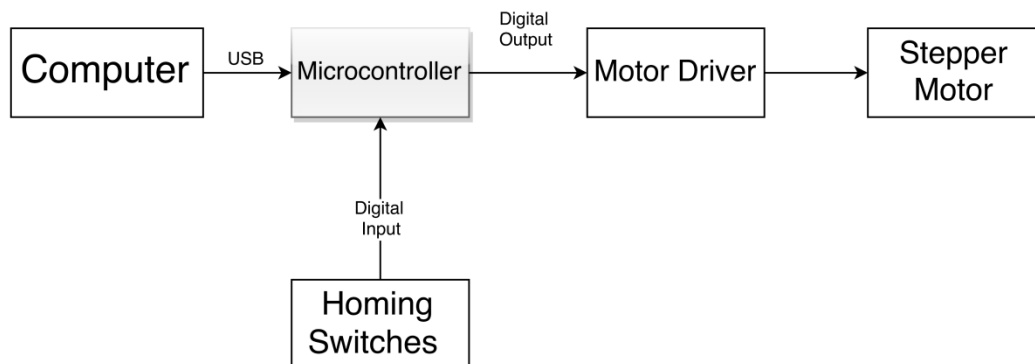 Computer
USB
Microcontroller
Digital
Output
Motor Driver
Stepper
Motor
Digital
Input
Homing
Switches